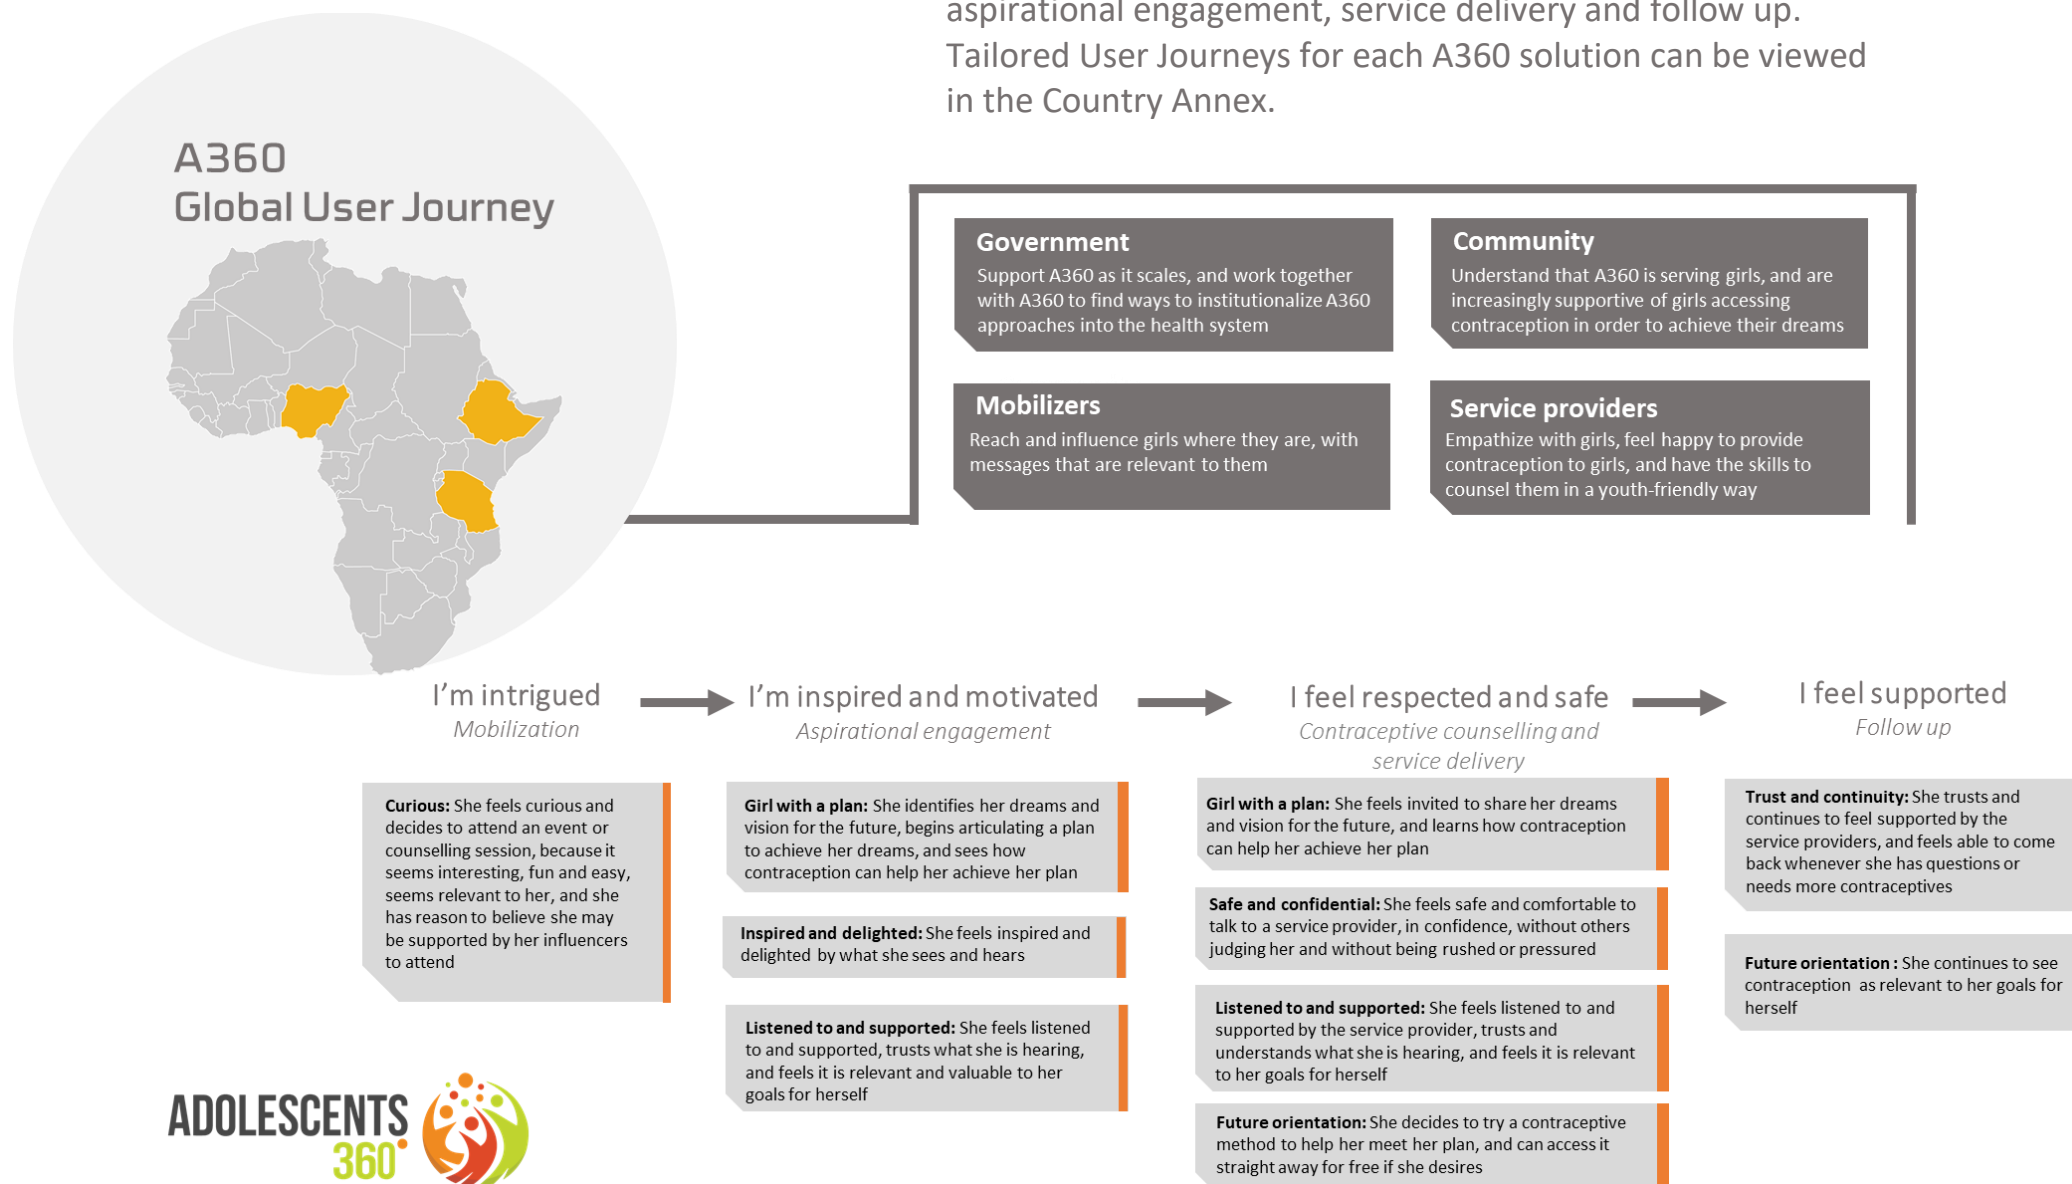 aspirational engagement, service delivery and follow up.
Tailored User Journeys for each A360 solution can be viewed
in the Country Annex.
A360
Global User Journey
Government
Support A360 as it scales, and work together
with A360 to find ways to institutionalize A360
approaches into the health system
Community
Understand that A360 is serving girls, and are
increasingly supportive of girls accessing
contraception in order to achieve their dreams
Mobilizers
Reach and influence girls where they are, with
messages that are relevant to them
Service providers
Empathize with girls, feel happy to provide
contraception to girls, and have the skills to
counsel them in a youth-friendly way
I'm intrigued
Mobilization
Curious: She feels curious and
decides to attend an event or
counselling session, because it
seems interesting, fun and easy,
seems relevant to her, and she
has reason to believe she may
be supported by her influencers
to attend
I'm inspired and motivated
Aspirational engagement
Girl with a plan: She identifies her dreams and
vision for the future, begins articulating a plan
to achieve her dreams, and sees how
contraception can help her achieve her plan
Inspired and delighted: She feels inspired and
delighted by what she sees and hears
Listened to and supported: She feels listened
to and supported, trusts what she is hearing,
and feels it is relevant and valuable to her
goals for herself
I feel respected and safe
Contraceptive counselling and
service delivery
Girl with a plan: She feels invited to share her dreams
and vision for the future, and learns how contraception
can help her achieve her plan
Safe and confidential: She feels safe and comfortable to
talk to a service provider, in confidence, without others
judging her and without being rushed or pressured
Listened to and supported: She feels listened to and
supported by the service provider, trusts and
understands what she is hearing, and feels it is relevant
to her goals for herself
Future orientation: She decides to try a contraceptive
method to help her meet her plan, and can access it
straight away for free if she desires
I feel supported
Follow up
Trust and continuity: She trusts and
continues to feel supported by the
service providers, and feels able to come
back whenever she has questions or
needs more contraceptives
Future orientation : She continues to see
contraception as relevant to her goals for
herself
ADOLESCENTS
360°